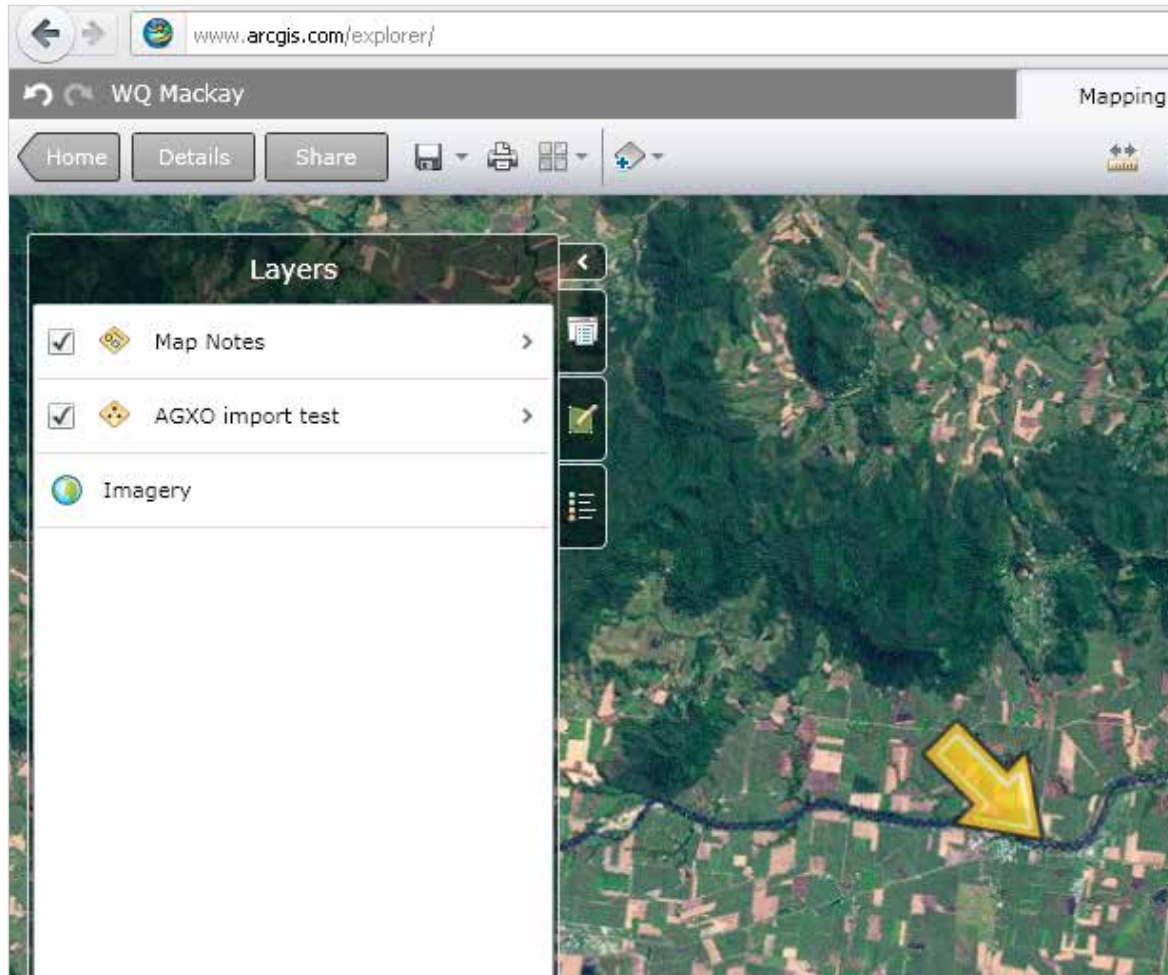 www.arcgis.com/explorer/
WQ Mackay
Mapping
Home Details Share
Layers
Map Notes
AGXO import test
Imagery